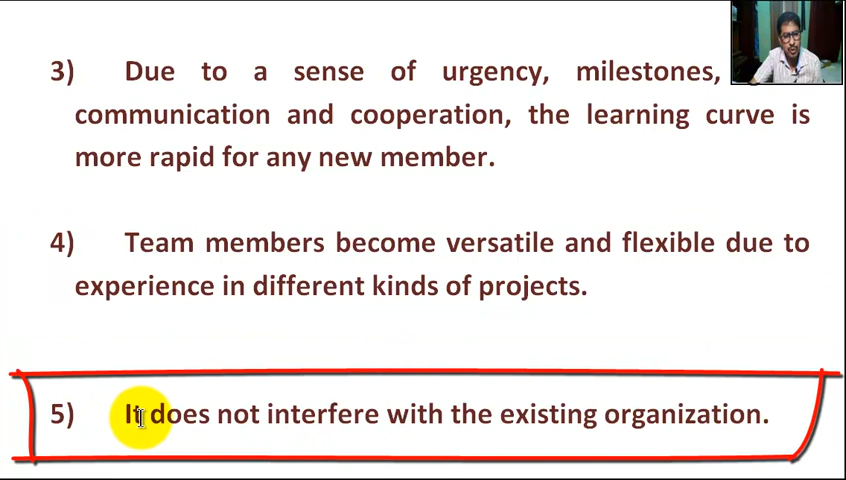 3) Due to a sense of urgency, milestones,
communication and cooperation, the learning curve is
more rapid for any new member.
4) Team members become versatile and flexible due to
experience in different kinds of projects.
5) It does not interfere with the existing organization.